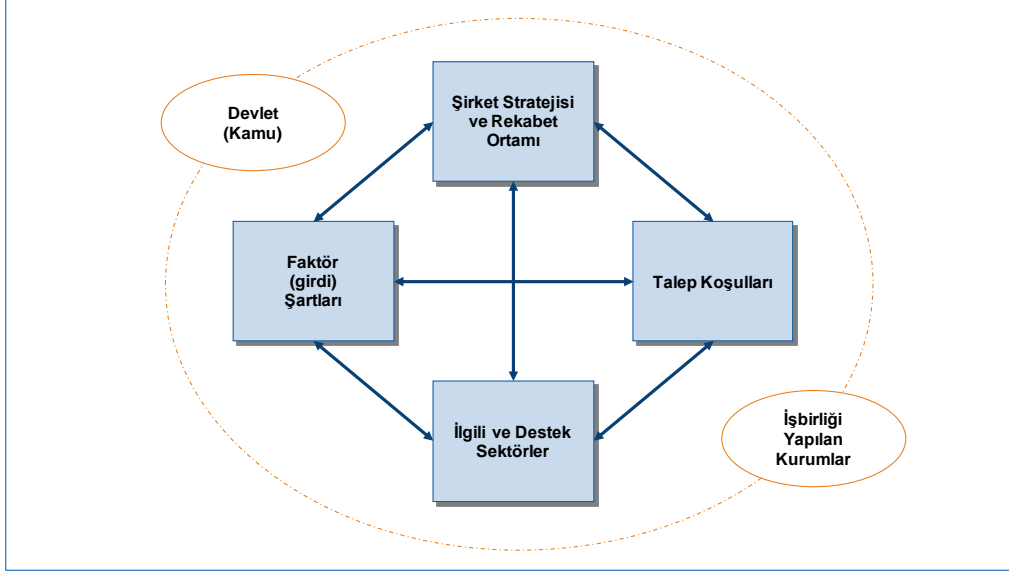 Şirket Stratejisi
ve Rekabet
Ortamı
Devlet
(Kamu)
Faktör
(girdi)
Şartları
Talep Koşulları
İlgili ve Destek
Sektörler
İşbirliği
Yapılan
Kurumlar